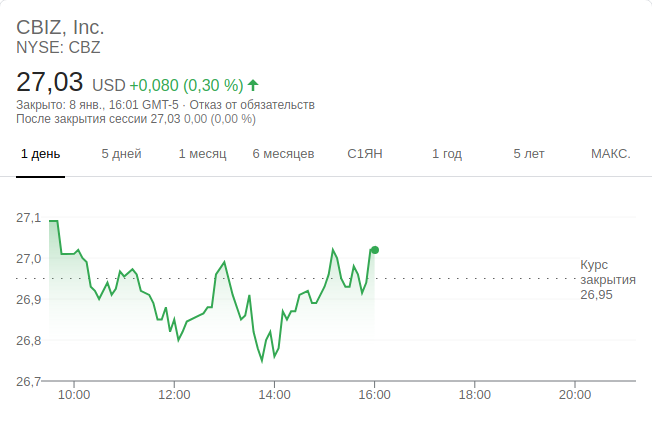 CBIZ, Inc.
NYSE: CBZ
27,03 USD +0,080 (0,30 %)
Закрыто: 8 янв., 16:01 GMT-5 · Отказ от обязательств
После закрытия сессии 27,03 0,00 (0,00 %)
1 день 5 дней 1 месяц 6 месяцев С1ЯН 1 год 5 лет МАКС.
27,1
27,0
Курс
закрытия
26,95
26,9
26,8
26,7
10:00 12:00 14:00 16:00 18:00 20:00